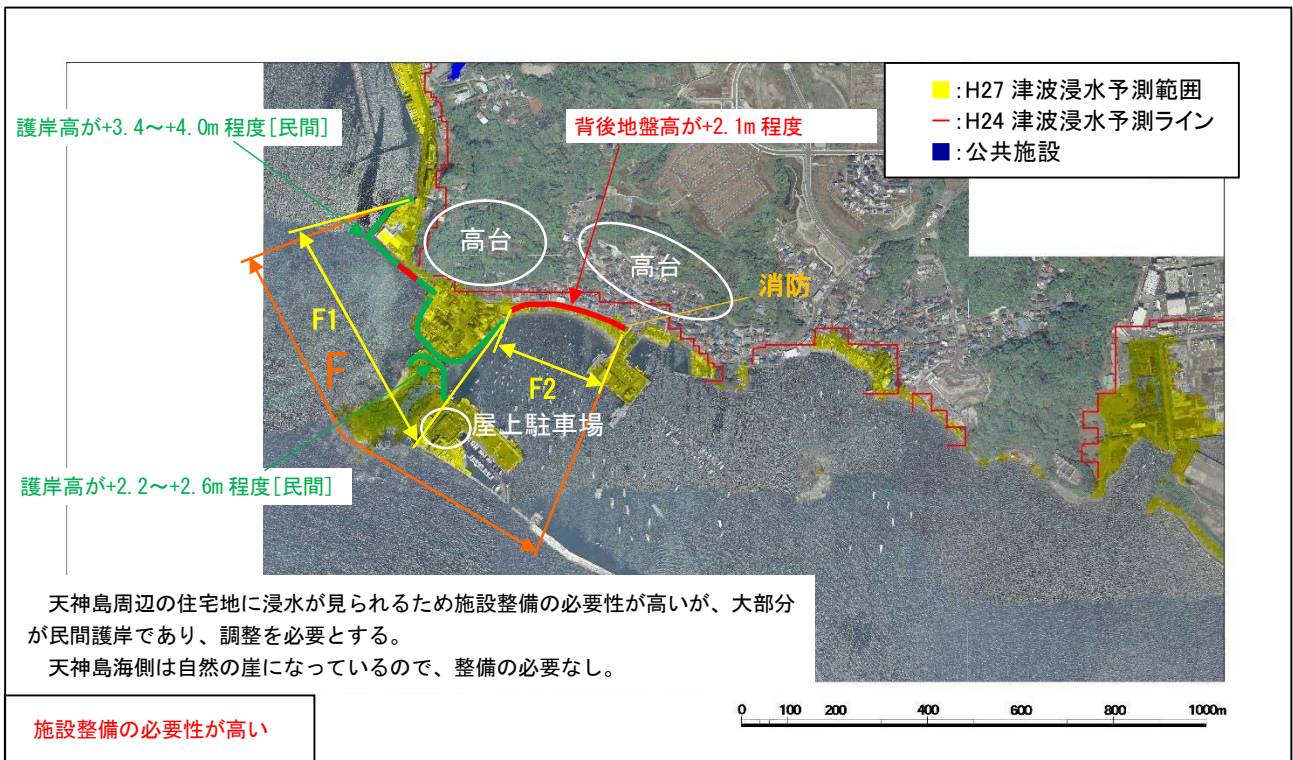 ■:H27 津波浸水予測範囲
―:H24 津波浸水予測ライン
■:公共施設
護岸高が+3.4～+4.0m 程度[民間]
背後地盤高が+2.1m 程度
高台
高台
消防
F1
F
F2
屋上駐車場
護岸高が+2.2～+2.6m 程度[民間]
天神島周辺の住宅地に浸水が見られるため施設整備の必要性が高いが、大部分
が民間護岸であり、調整を必要とする。
天神島海側は自然の崖になっているので、整備の必要なし。
施設整備の必要性が高い
0 100 200 400 600 800 1000m